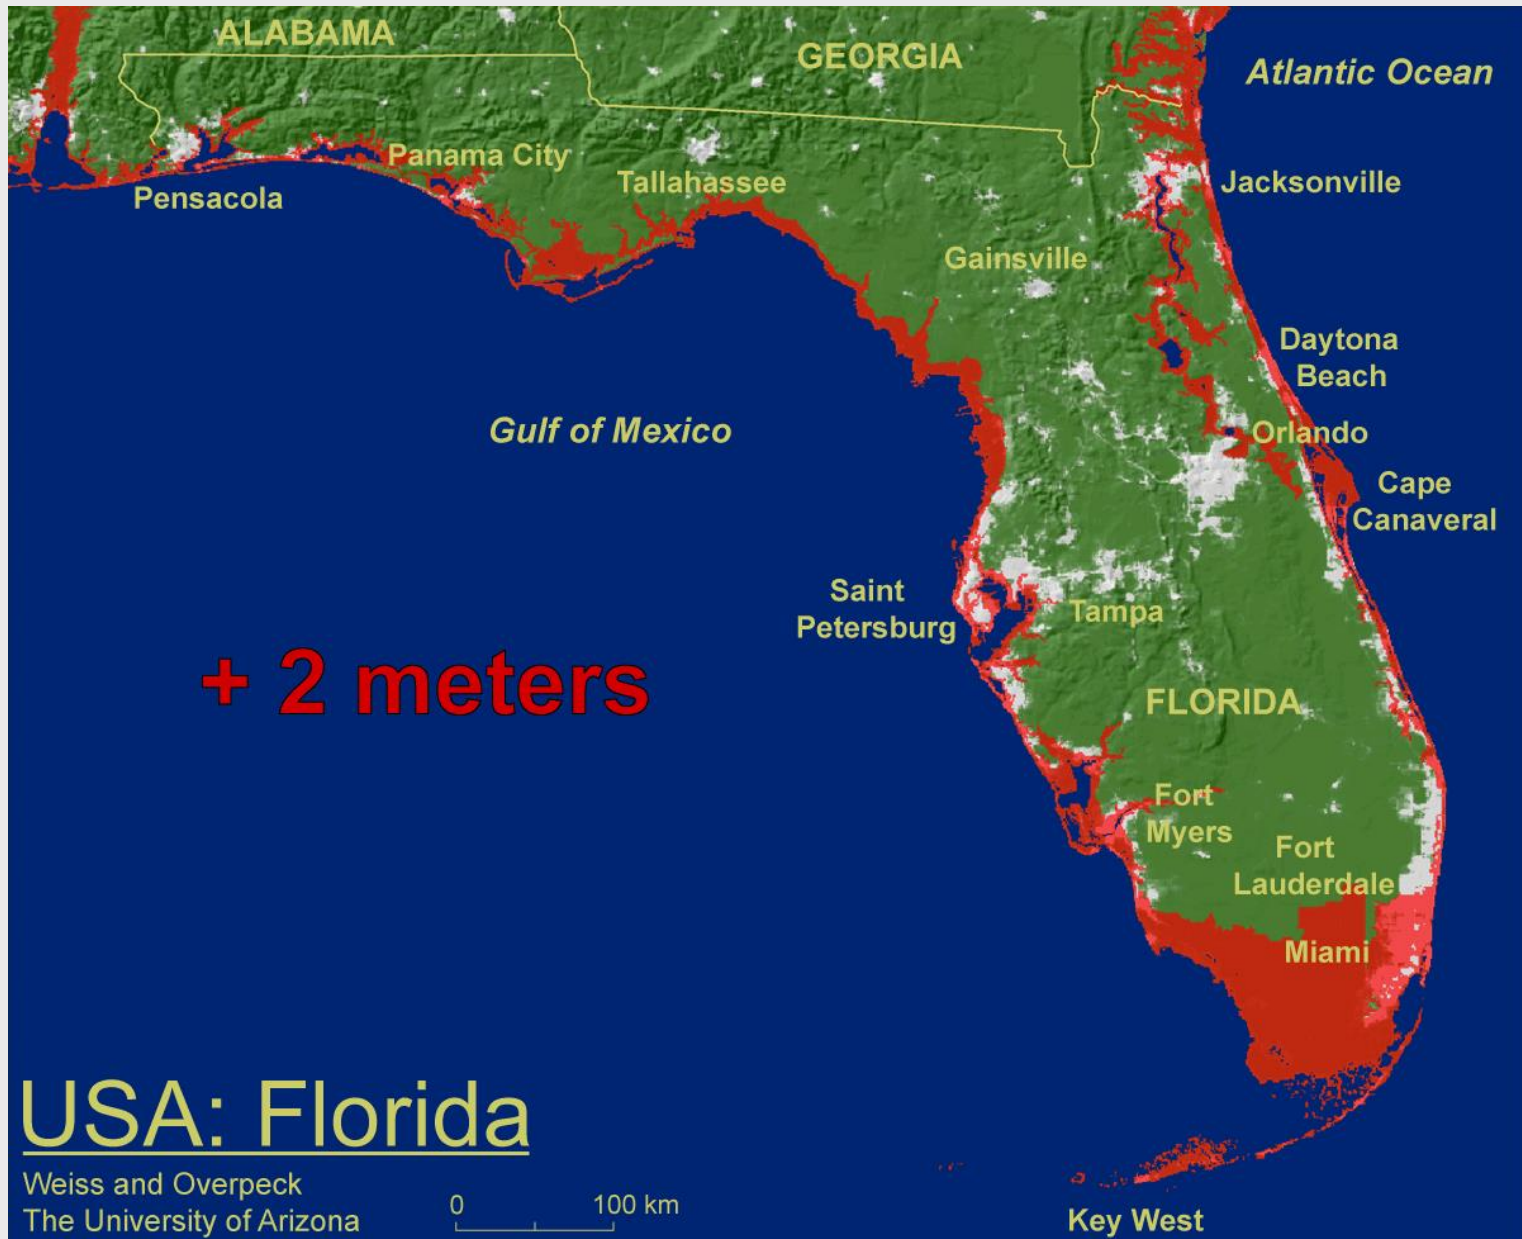 ALABAMA
GEORGIA
Atlantic Ocean
Panama City
Tallahassee
Pensacola
Jacksonville
Gainsville
Daytona
Beach
Gulf of Mexico
Orlando
Cape
Canaveral
Saint
Petersburg
Tampa
+ 2 meters
FLORIDA
Fort
Myers
Fort
Lauderdale
Miami
USA: Florida
Weiss and Overpeck
The University of Arizona
0 100 km
Key West